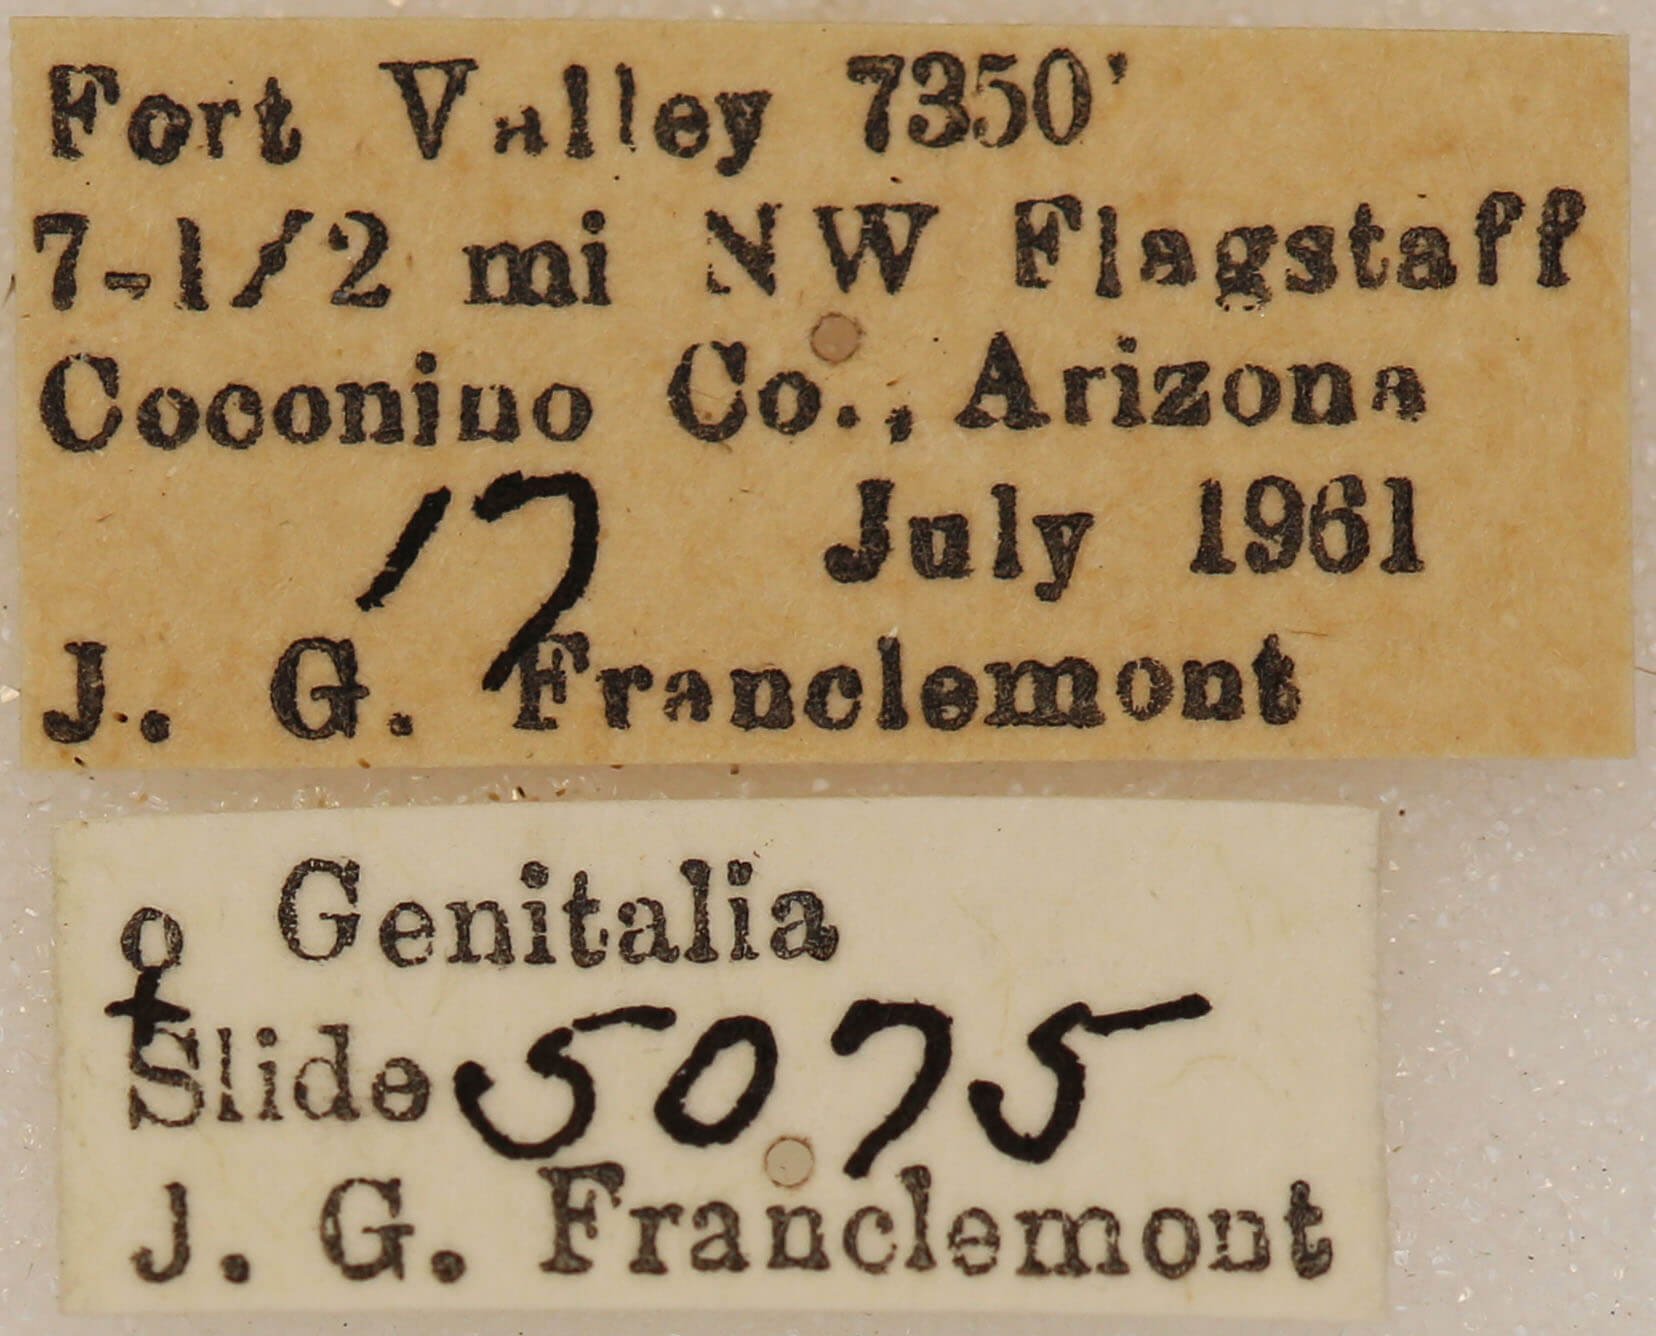 Fort Valley 7350'
7-1/2 mi NW Flagstaff
Coconino Co., Arizona
17 July 1961
J. G. Franclemont
♀ Genitalia
Slide 5075
J. G. Franclemont